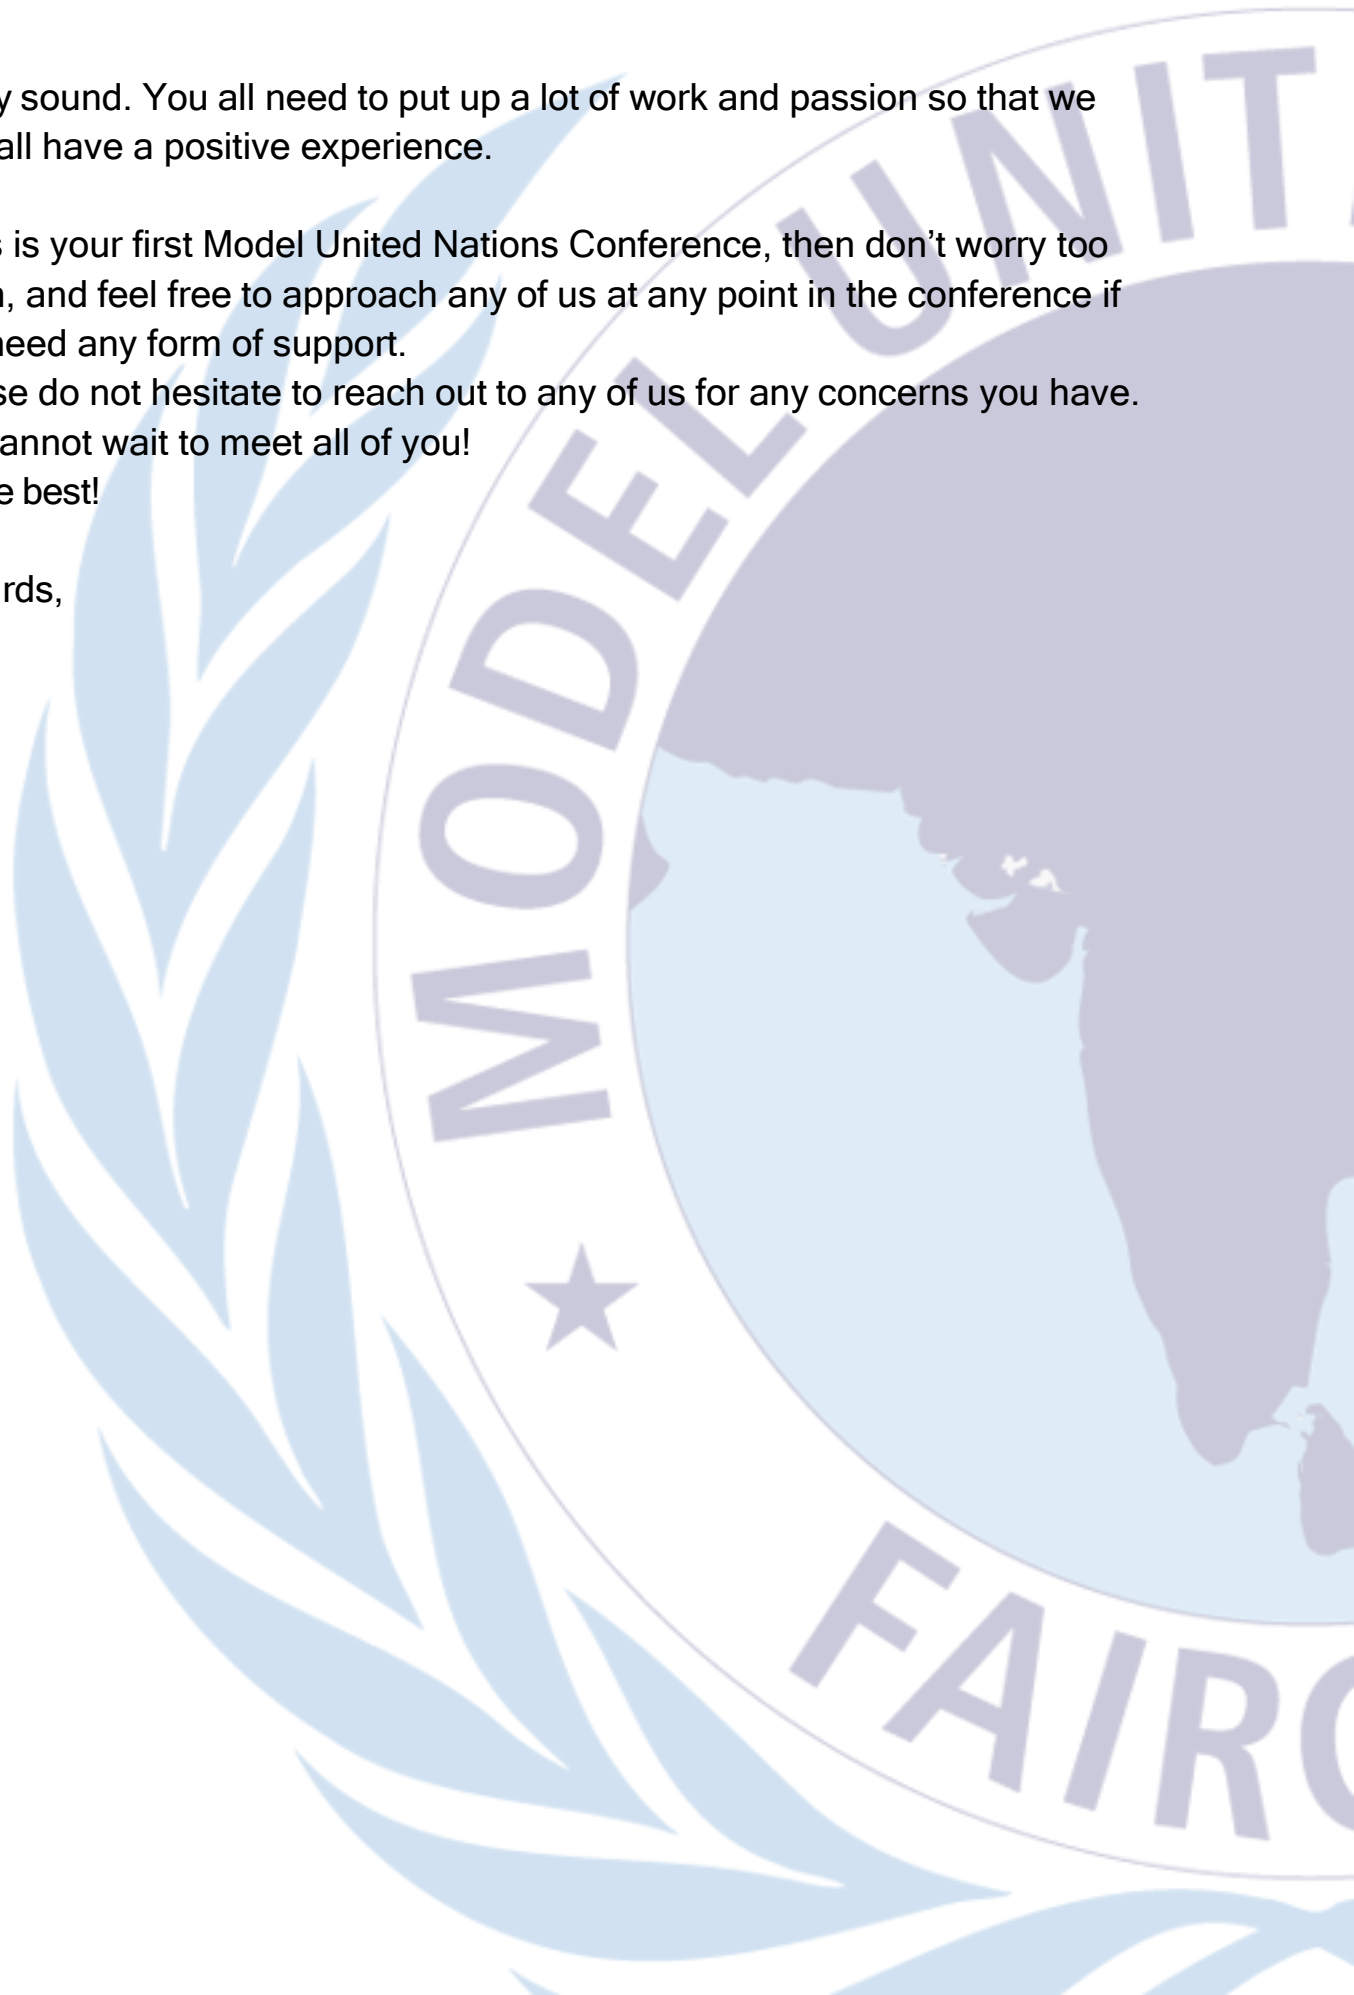 y sound. You all need to put up a lot of work and passion so that we
all have a positive experience.
s is your first Model United Nations Conference, then don’t worry too
, and feel free to approach any of us at any point in the conference if
need any form of support.
se do not hesitate to reach out to any of us for any concerns you have.
annot wait to meet all of you!
e best!
rds,
MODEL UNIT
FAIR